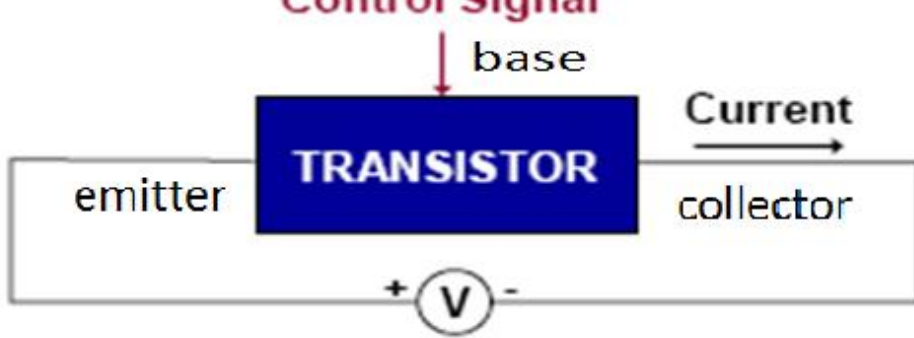 Control Signal
base
Current
TRANSISTOR
emitter
collector
+ V -